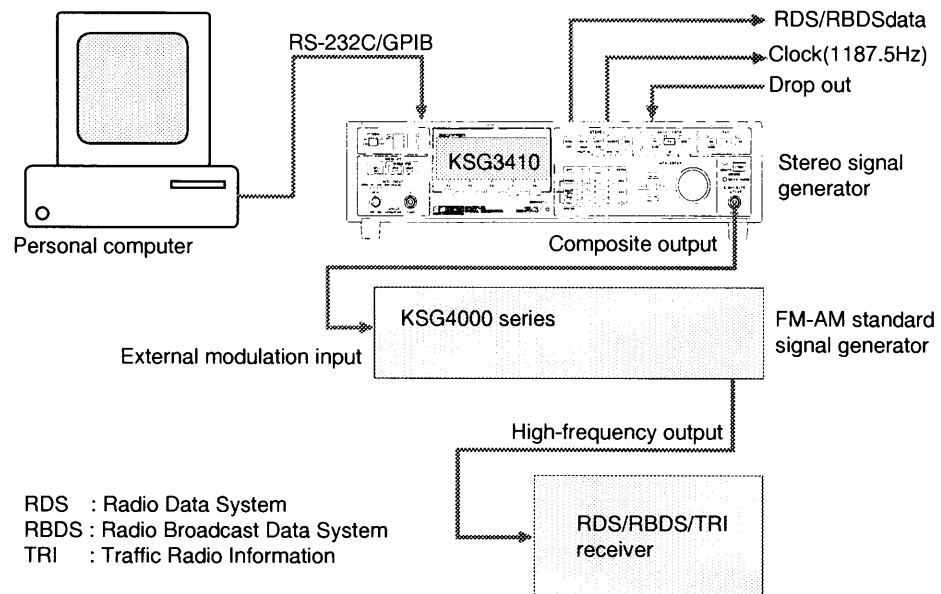 RDS/RBDSdata
RS-232C/GPIB
Clock(1187.5Hz)
Drop out
KSG3410
Stereo signal
generator
Personal computer
Composite output
KSG4000 series
FM-AM standard
signal generator
External modulation input
High-frequency output
RDS : Radio Data System
RBDS : Radio Broadcast Data System
TRI : Traffic Radio Information
RDS/RBDS/TRI
receiver